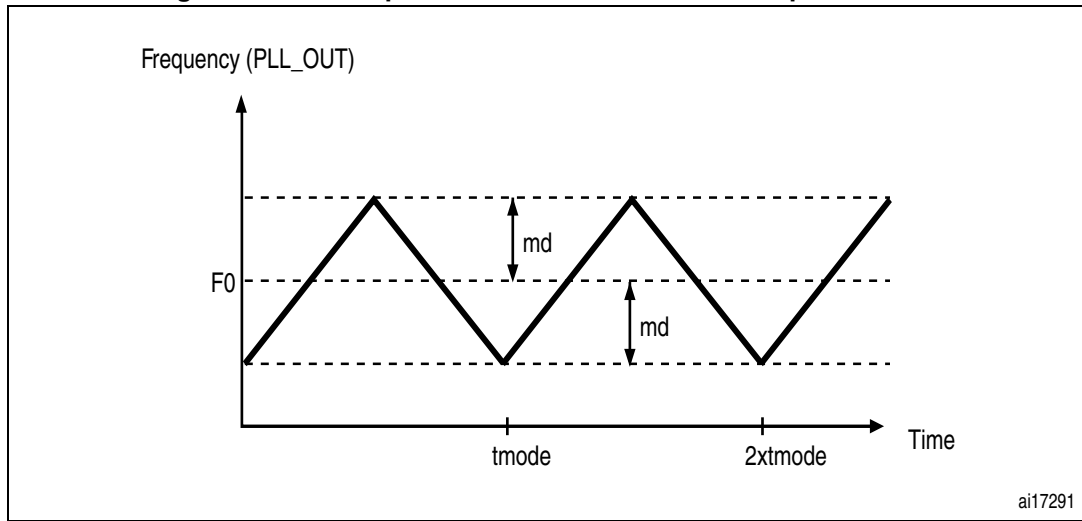 Frequency (PLL_OUT)
md
F0
md
tmode
2xtmode
Time
ai17291